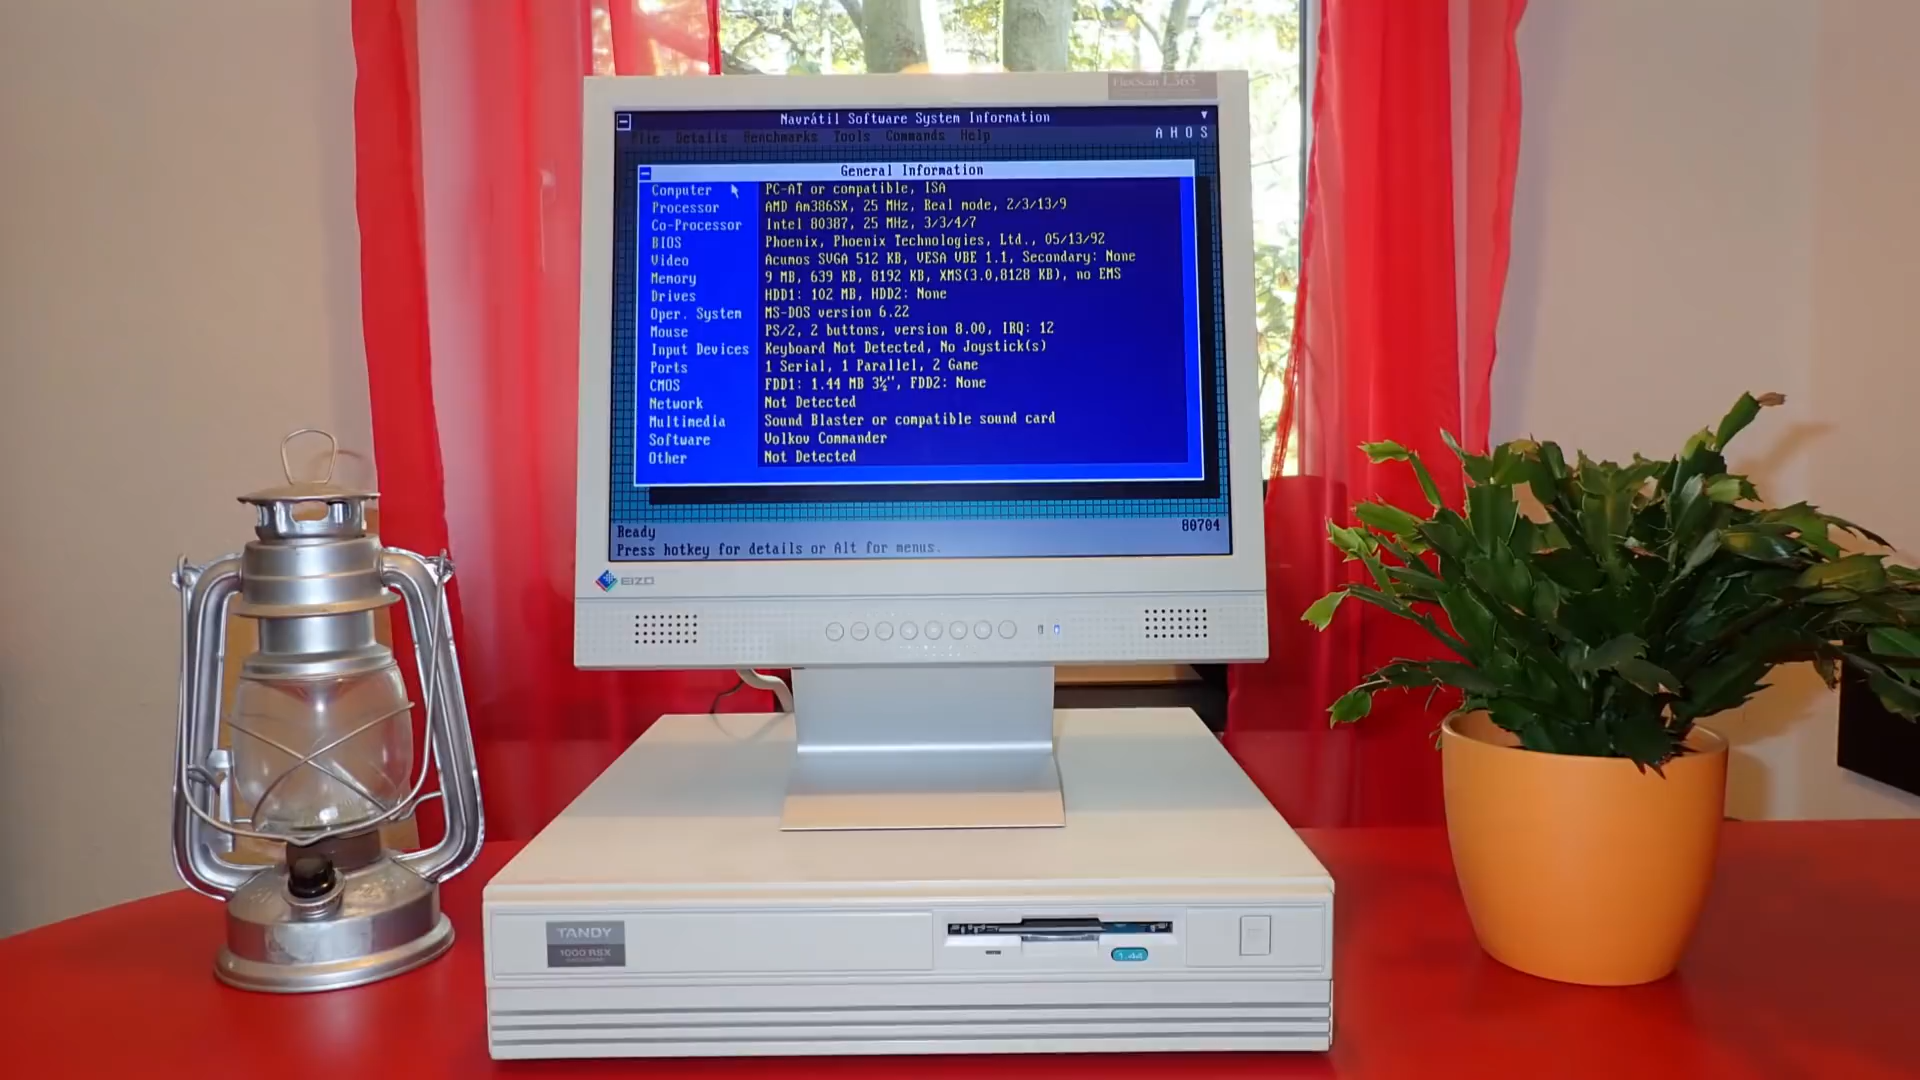 FlexScan L565
Navrátil Software System Information
File Details Benchmarks Tools Commands Help
A H O S
General Information
Computer PC-AT or compatible, ISA
Processor AMD Am386SX, 25 MHz, Real mode, 2/3/13/9
Co-Processor Intel 80387, 25 MHz, 3/3/4/7
BIOS Phoenix, Phoenix Technologies, Ltd., 05/13/92
Video Acumos SVGA 512 KB, VESA VBE 1.1, Secondary: None
Memory 9 MB, 639 KB, 8192 KB, XMS(3.0,8128 KB), no EMS
Drives HDD1: 102 MB, HDD2: None
Oper. System MS-DOS version 6.22
Mouse PS/2, 2 buttons, version 8.00, IRQ: 12
Input Devices Keyboard Not Detected, No Joystick(s)
Ports 1 Serial, 1 Parallel, 2 Game
CMOS FDD1: 1.44 MB 3½", FDD2: None
Network Not Detected
Multimedia Sound Blaster or compatible sound card
Software Volkov Commander
Other Not Detected
Ready 80704
Press hotkey for details or Alt for menus.
EIZO
TANDY
1000 RSX
1.44